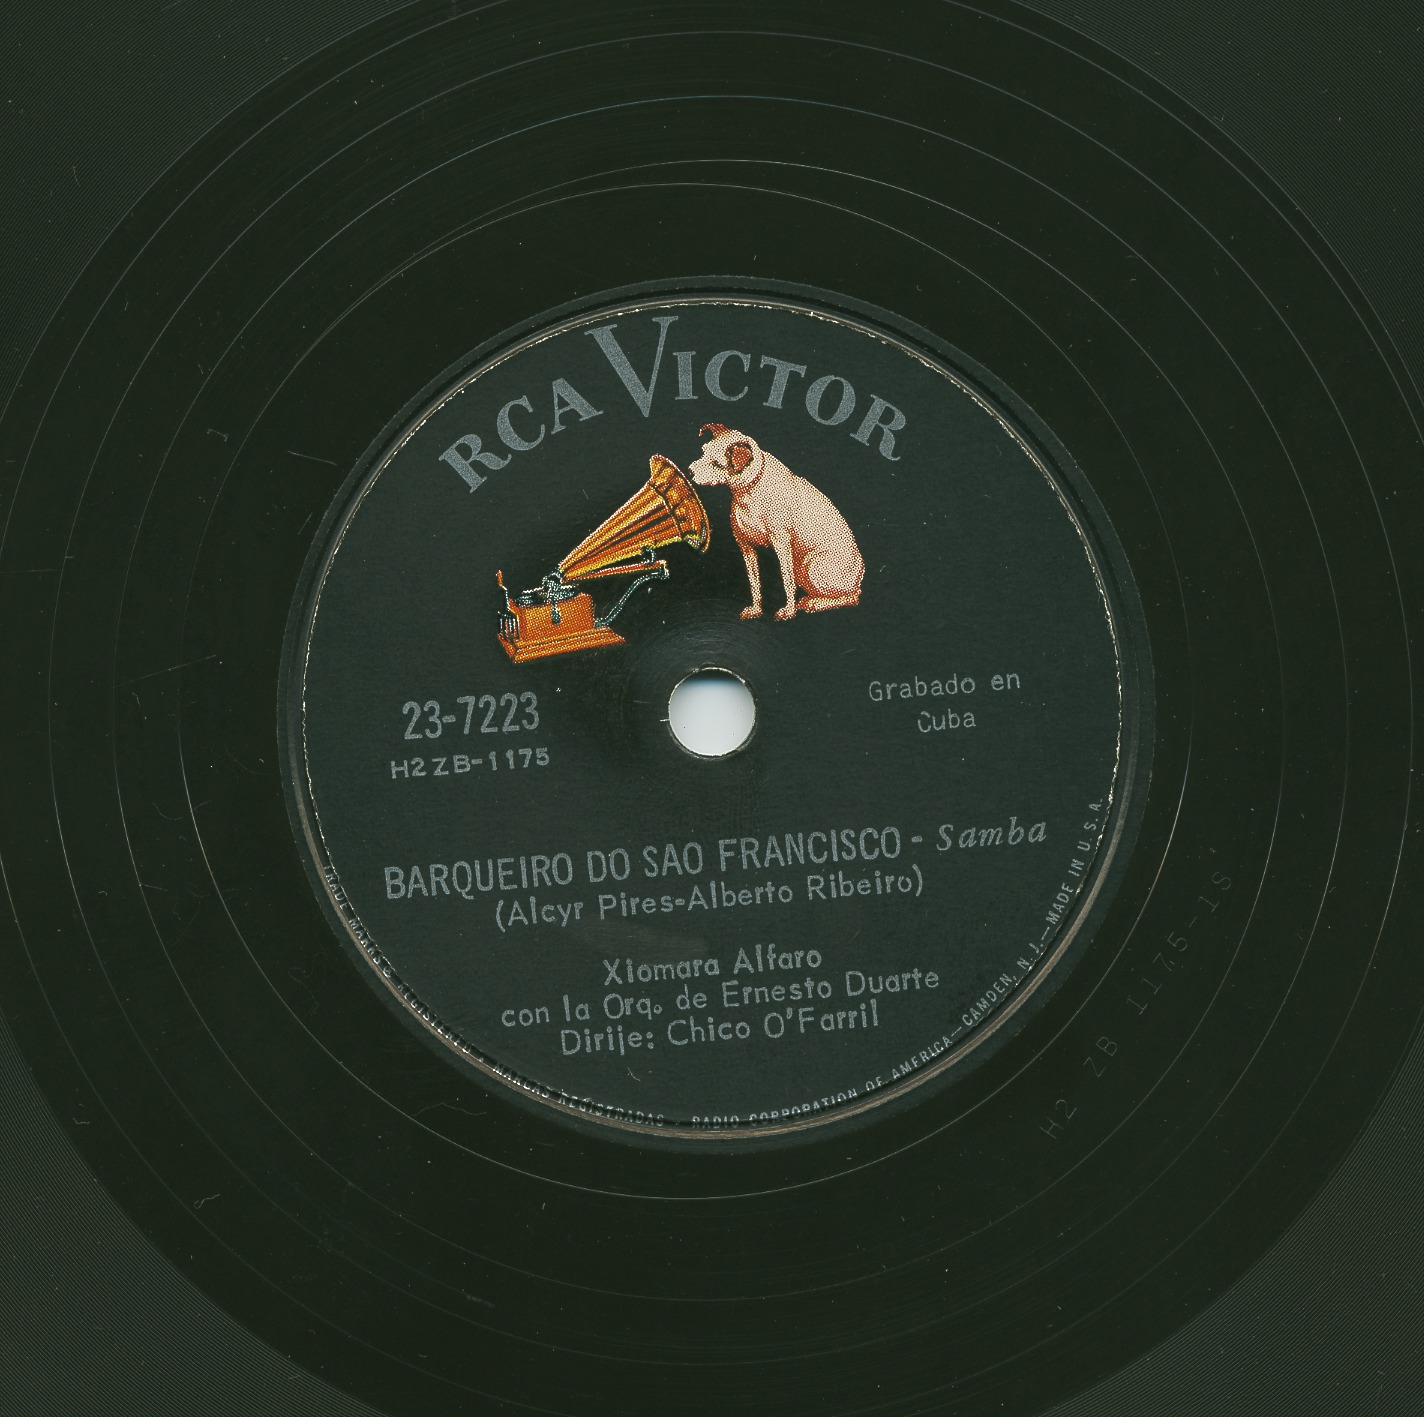 RCA VICTOR
23-7223
H2ZB-1175
Grabado en
Cuba
BARQUEIRO DO SAO FRANCISCO - Samba
(Alcyr Pires-Alberto Ribeiro)
Xiomara Alfaro
con la Orq. de Ernesto Duarte
Dirije: Chico O'Farril
MARCAS REGISTRADAS - RADIO CORPORATION OF AMERICA—CAMDEN, N.J.—MADE IN U.S.A.
H2 ZB 1175-1S